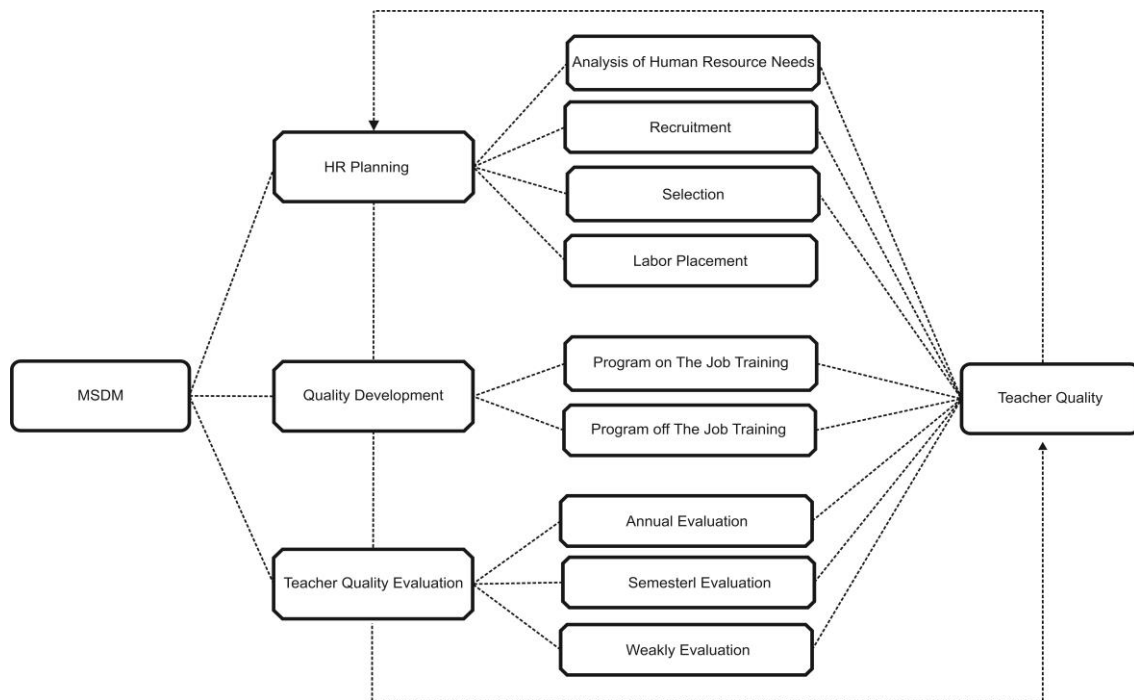 Analysis of Human Resource Needs
Recruitment
HR Planning
Selection
Labor Placement
MSDM
Quality Development
Program on The Job Training
Program off The Job Training
Teacher Quality
Annual Evaluation
Teacher Quality Evaluation
Semesterl Evaluation
Weakly Evaluation